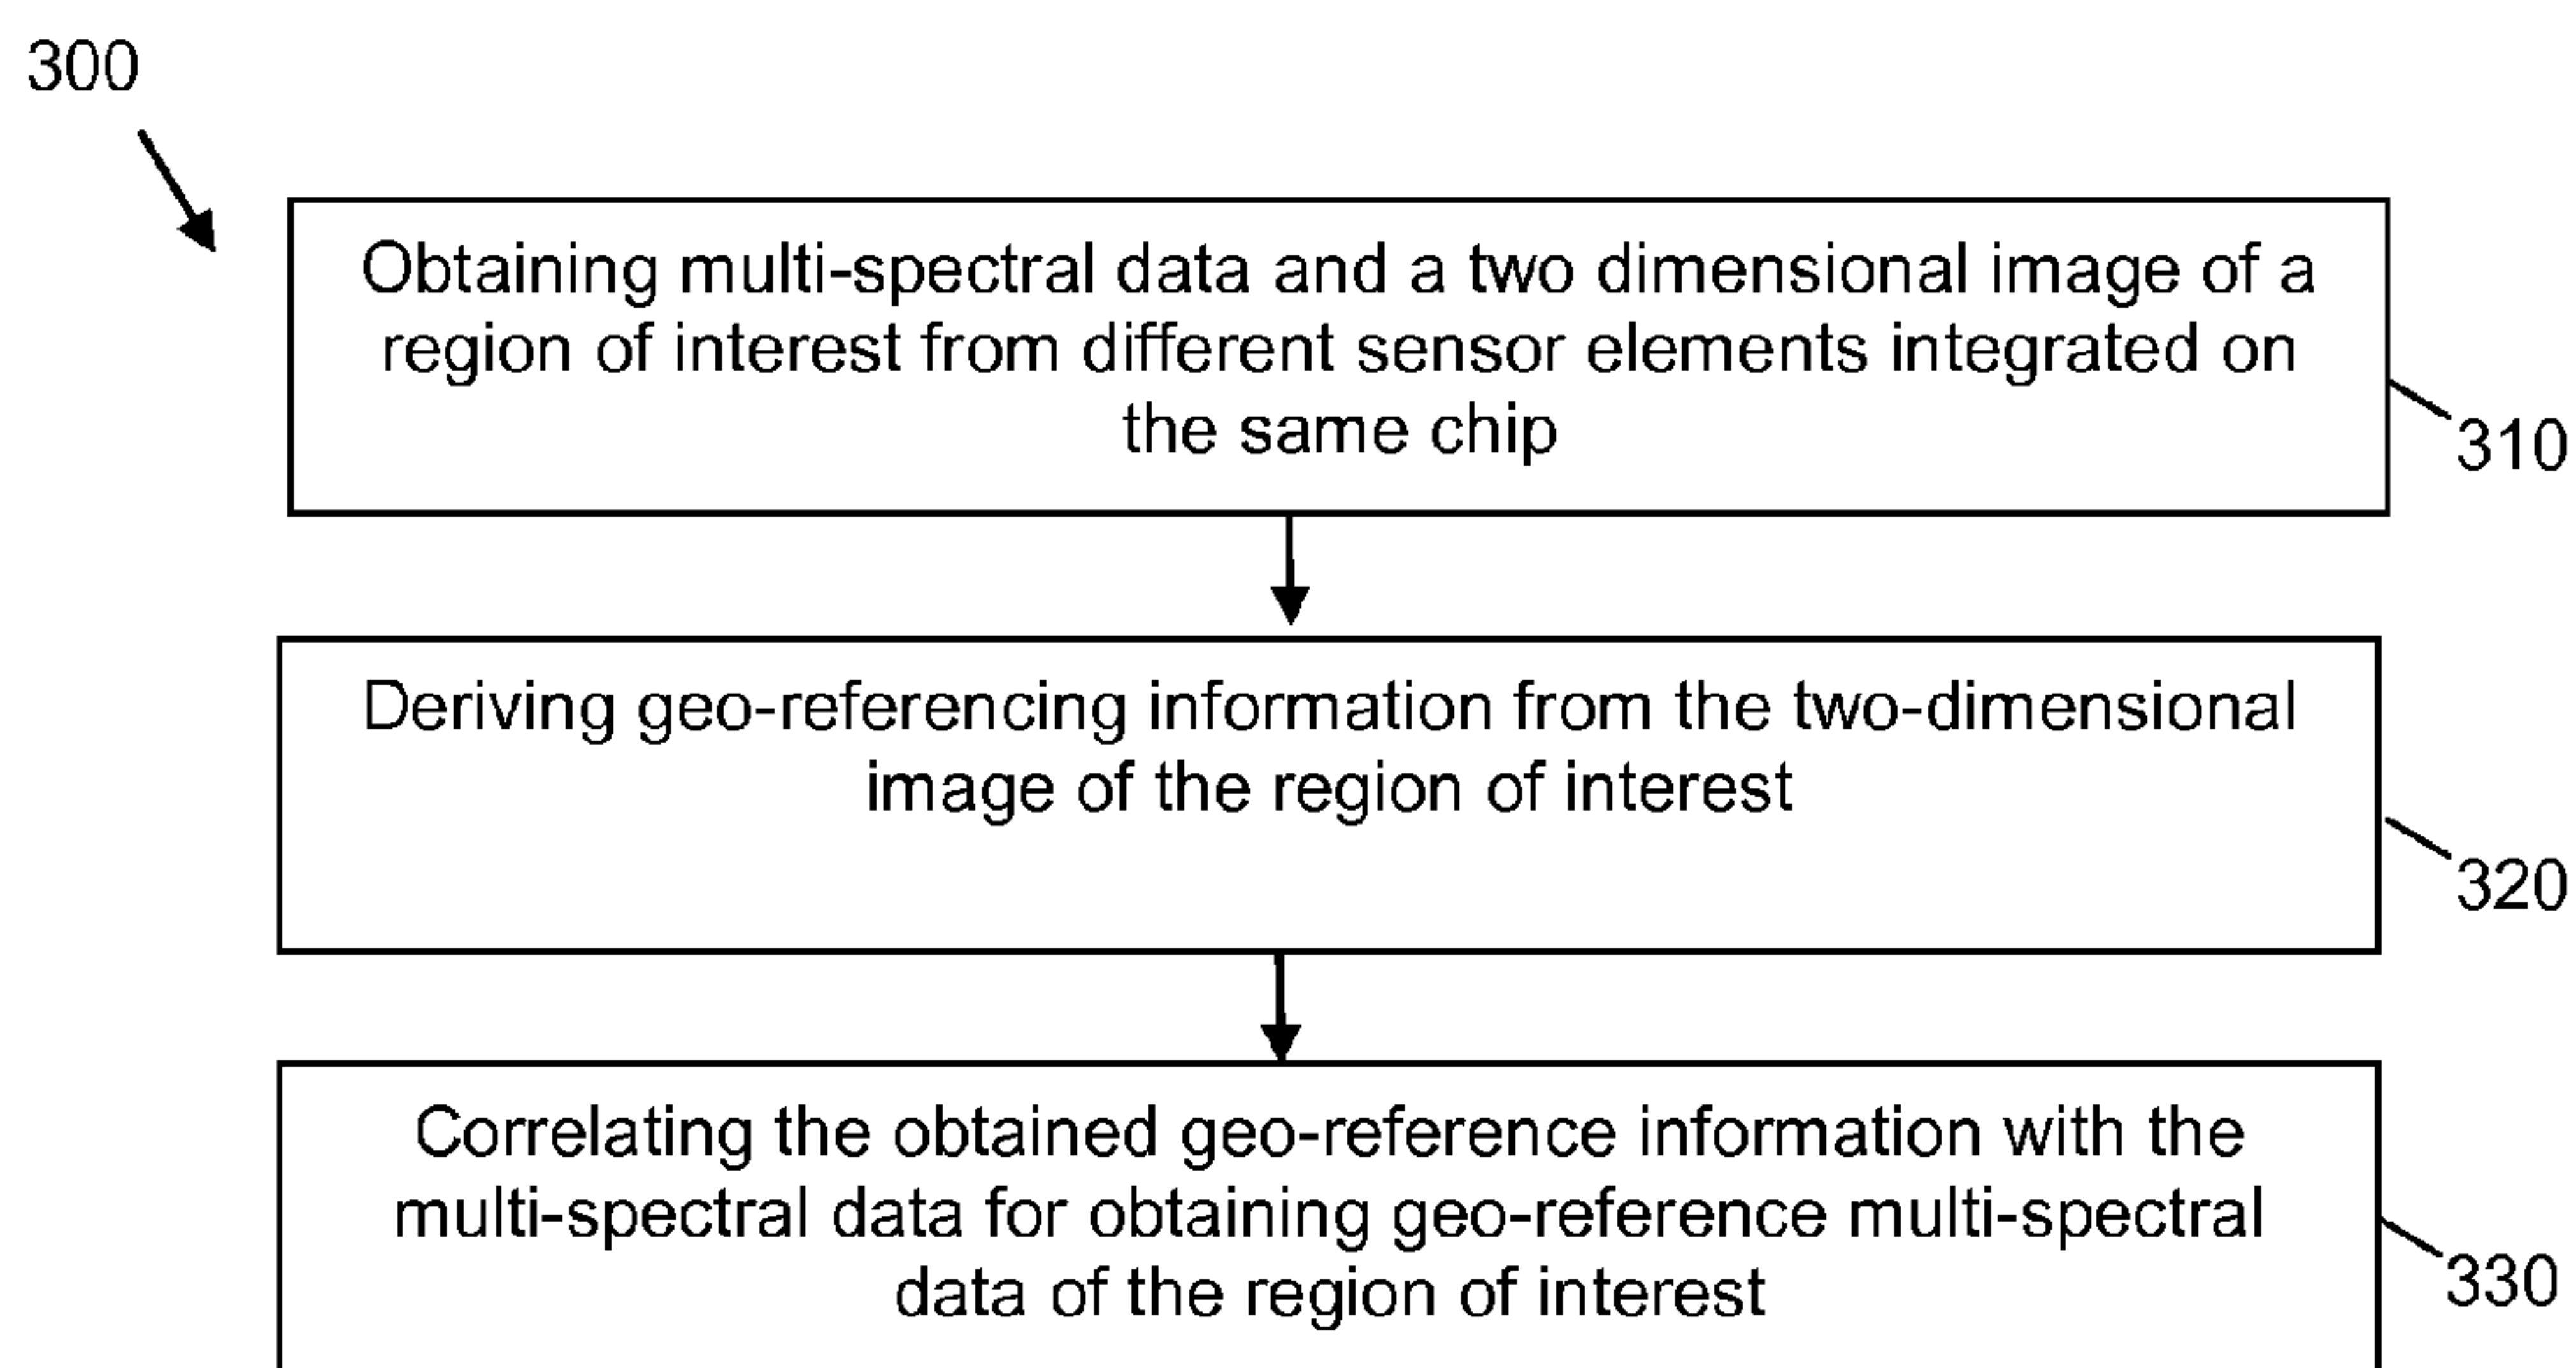 300
Obtaining multi-spectral data and a two dimensional image of a
region of interest from different sensor elements integrated on
the same chip
310
Deriving geo-referencing information from the two-dimensional
image of the region of interest
320
Correlating the obtained geo-reference information with the
multi-spectral data for obtaining geo-reference multi-spectral
data of the region of interest
330